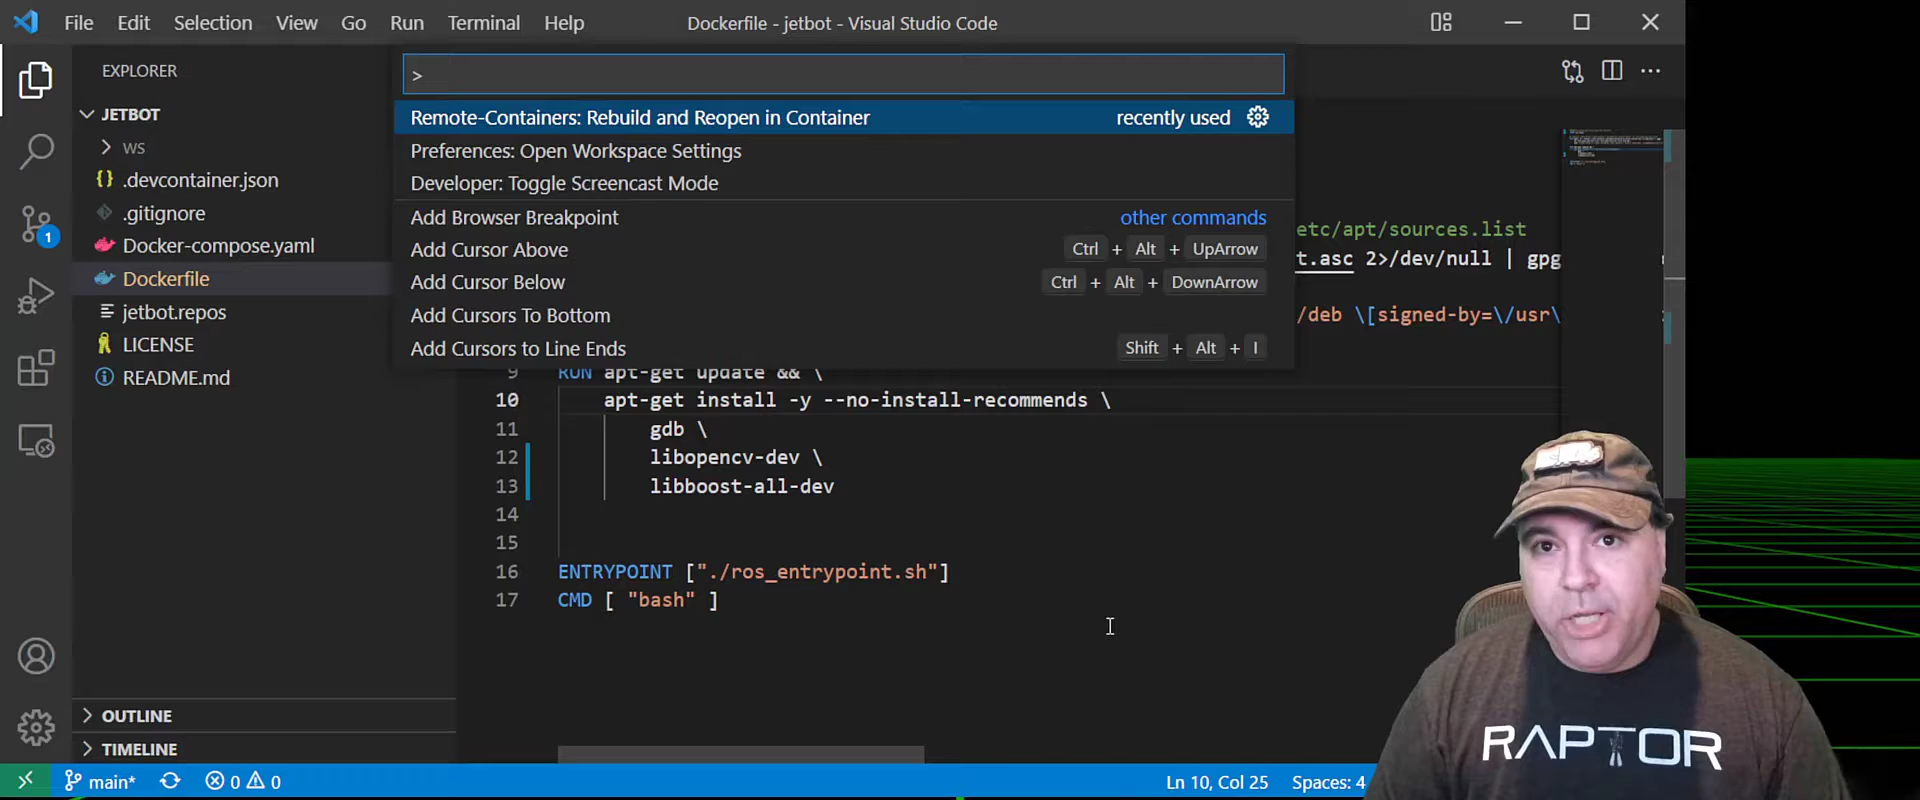 File Edit Selection View Go Run Terminal Help Dockerfile - jetbot - Visual Studio Code
EXPLORER
>
JETBOT
Remote-Containers: Rebuild and Reopen in Container recently used
ws
Preferences: Open Workspace Settings
.devcontainer.json
Developer: Toggle Screencast Mode
.gitignore
Add Browser Breakpoint other commands
etc/apt/sources.list
1
Docker-compose.yaml
Add Cursor Above Ctrl + Alt + UpArrow
t.asc 2>/dev/null | gpg
Dockerfile
Add Cursor Below Ctrl + Alt + DownArrow
jetbot.repos
Add Cursors To Bottom
/deb \[signed-by=\/usr\
LICENSE
Add Cursors to Line Ends Shift + Alt + I
README.md
9 RUN apt-get update && \
10 apt-get install -y --no-install-recommends \
11 gdb \
12 libopencv-dev \
13 libboost-all-dev
14
15
16 ENTRYPOINT ["./ros_entrypoint.sh"]
17 CMD [ "bash" ]
OUTLINE
TIMELINE
RAPTOR
main* 0 0 Ln 10, Col 25 Spaces: 4